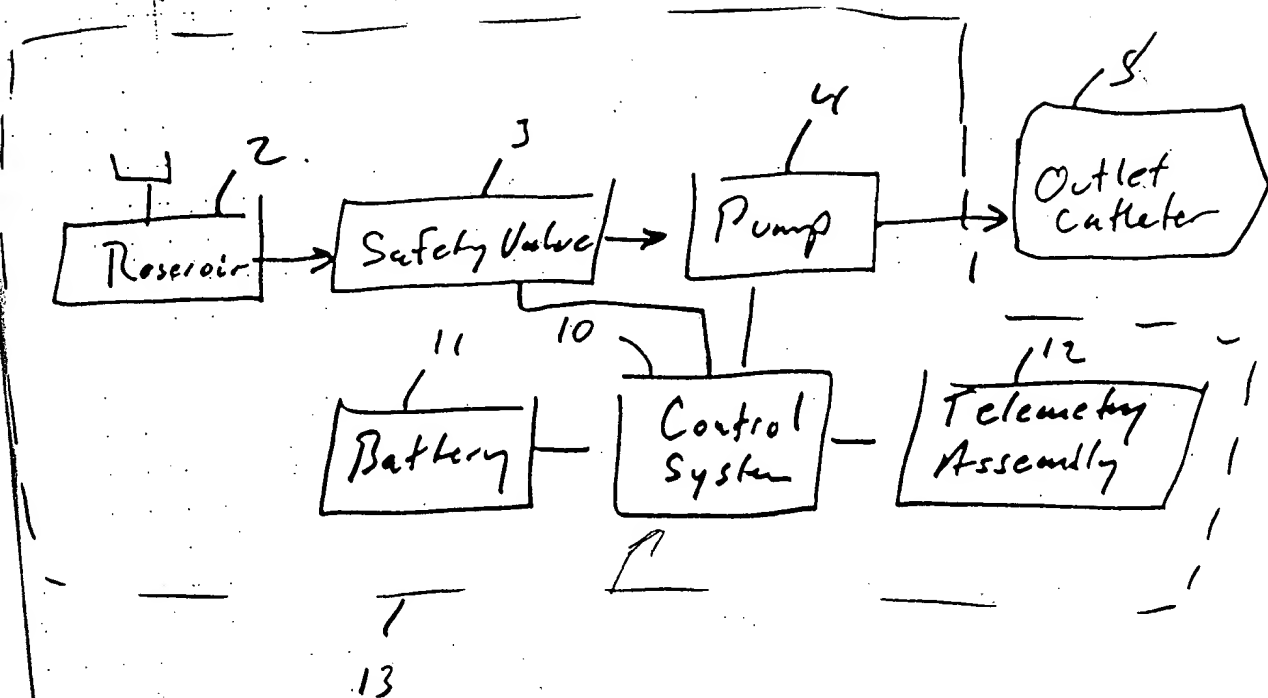 5
4
3
2.
Outlet
Catheter
Reseroir
Safety Valve
Pump
1
10
11
12
Battery
Control
System
Telemetry
Assembly
13